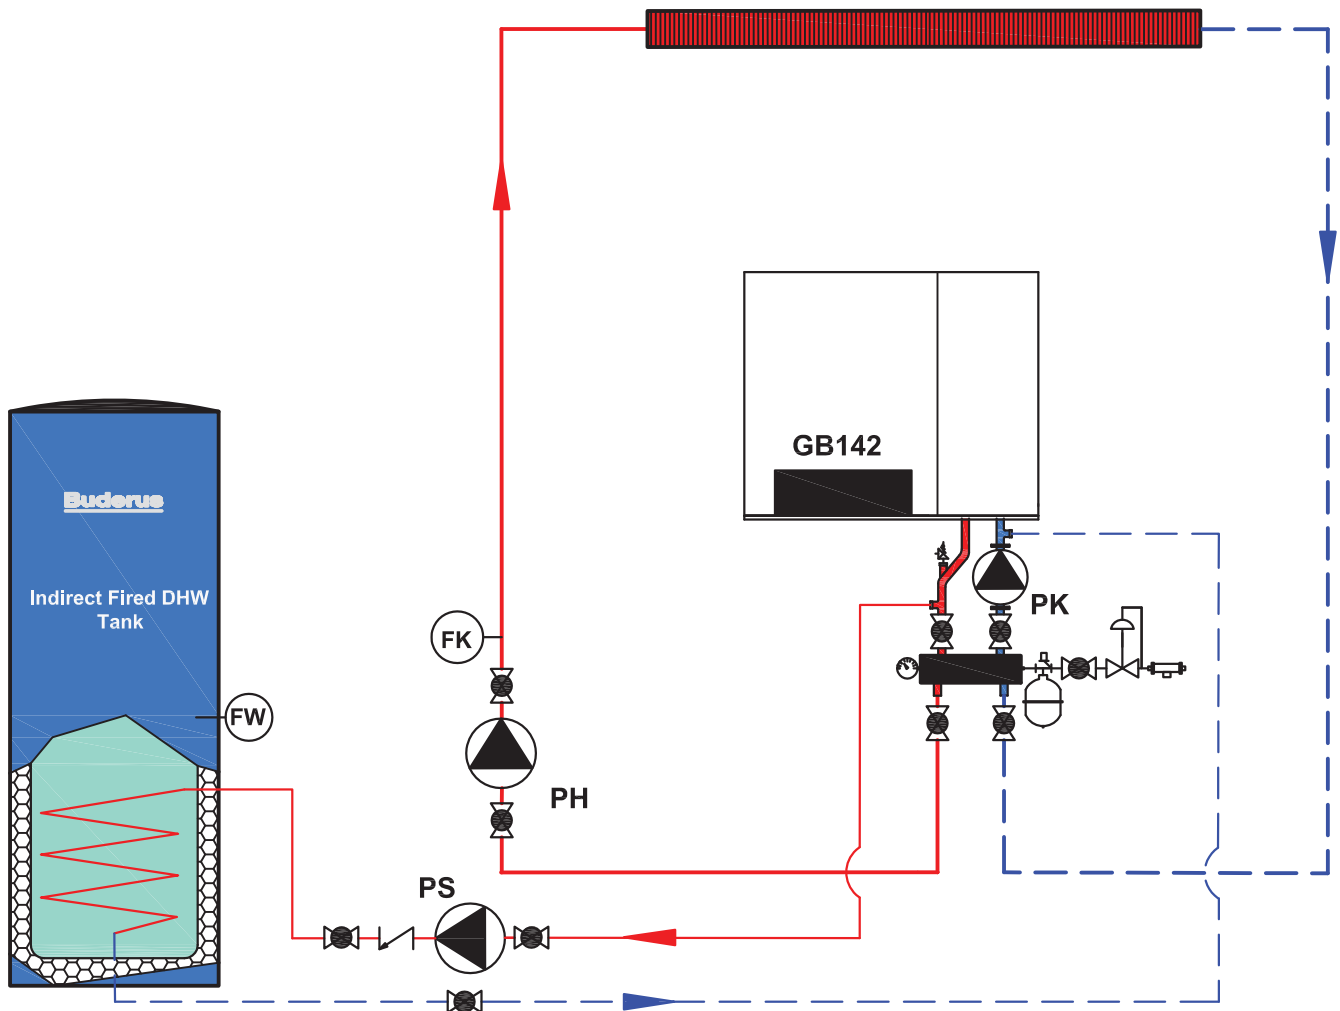 GB142
Buderus
Indirect Fired DHW
Tank
PK
FK
FW
PH
PS